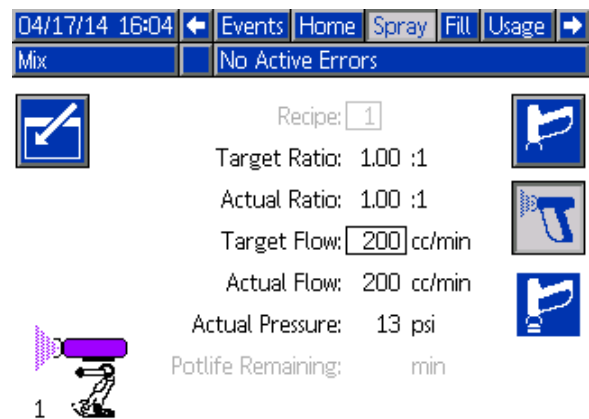 04/17/14 16:04 Events Home Spray Fill Usage
Mix No Active Errors
Recipe: 1
Target Ratio: 1.00 :1
Actual Ratio: 1.00 :1
Target Flow: 200 cc/min
Actual Flow: 200 cc/min
Actual Pressure: 13 psi
Potlife Remaining: min
1